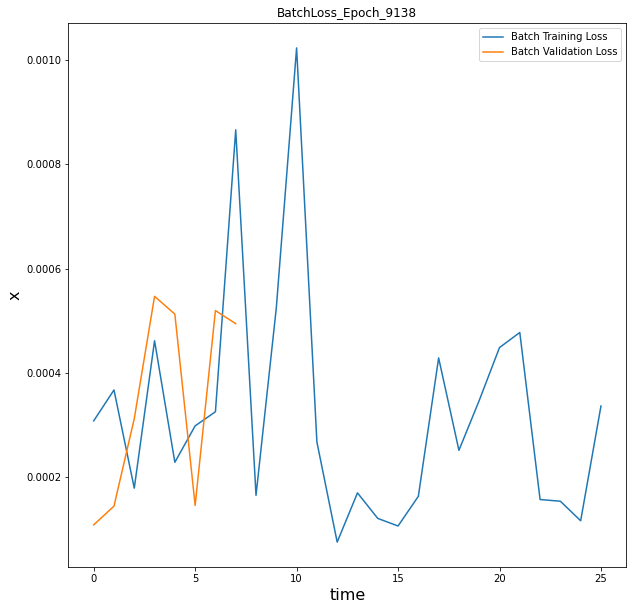 BatchLoss_Epoch_9138
Batch Training Loss
Batch Validation Loss
0.0010
0.0008
0.0006
0.0004
0.0002
x
0 5 10 15 20 25
time